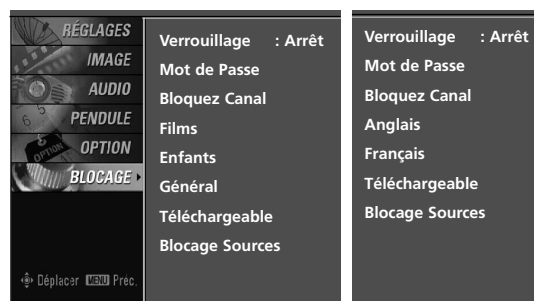 RÉGLAGES
IMAGE
AUDIO
PENDULE
OPTION
BLOCAGE
Déplacer MENU Préc.
Verrouillage : Arrêt
Mot de Passe
Bloquez Canal
Films
Enfants
Général
Téléchargeable
Blocage Sources
Verrouillage : Arrêt
Mot de Passe
Bloquez Canal
Anglais
Français
Téléchargeable
Blocage Sources